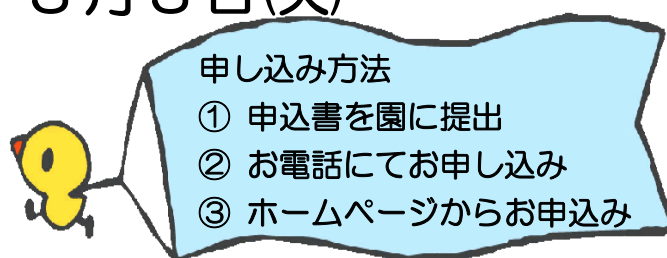 申し込み方法
① 申込書を園に提出
② お電話にてお申し込み
③ ホームページからお申込み